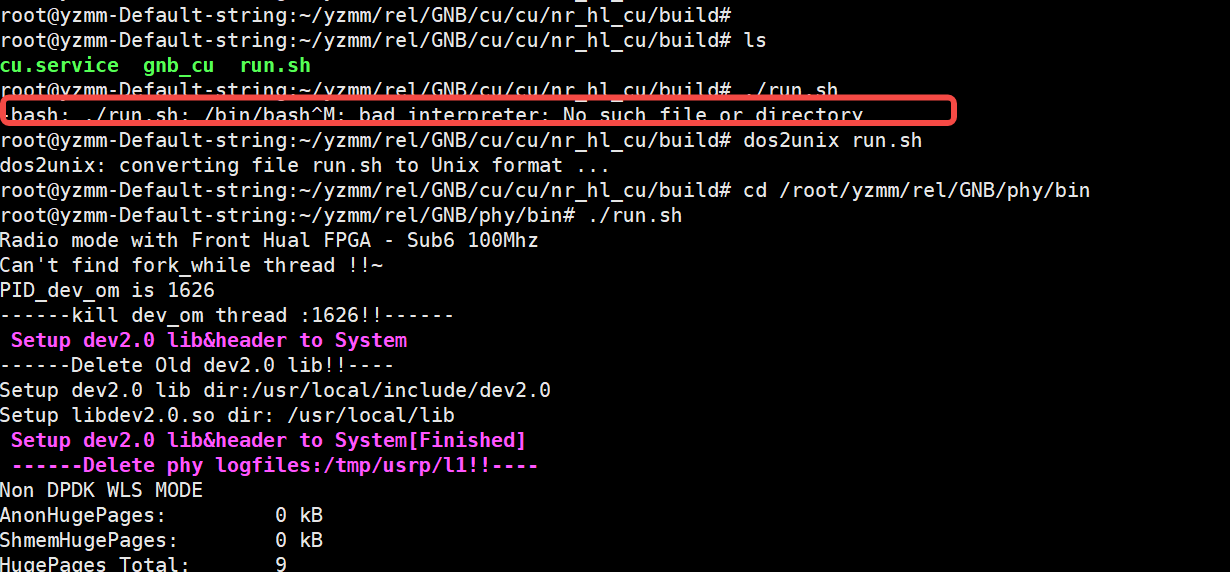 root@yzmm-Default-string:~/yzmm/rel/GNB/cu/cu/nr_hl_cu/build#
root@yzmm-Default-string:~/yzmm/rel/GNB/cu/cu/nr_hl_cu/build# ls
cu.service  gnb_cu  run.sh
root@yzmm-Default-string:~/yzmm/rel/GNB/cu/cu/nr_hl_cu/build# ./run.sh
-bash: ./run.sh: /bin/bash^M: bad interpreter: No such file or directory
root@yzmm-Default-string:~/yzmm/rel/GNB/cu/cu/nr_hl_cu/build# dos2unix run.sh
dos2unix: converting file run.sh to Unix format ...
root@yzmm-Default-string:~/yzmm/rel/GNB/cu/cu/nr_hl_cu/build# cd /root/yzmm/rel/GNB/phy/bin
root@yzmm-Default-string:~/yzmm/rel/GNB/phy/bin# ./run.sh
Radio mode with Front Hual FPGA - Sub6 100Mhz
Can't find fork_while thread !!~
PID_dev_om is 1626
------kill dev_om thread :1626!!------
Setup dev2.0 lib&header to System
------Delete Old dev2.0 lib!!----
Setup dev2.0 lib dir:/usr/local/include/dev2.0
Setup libdev2.0.so dir: /usr/local/lib
Setup dev2.0 lib&header to System[Finished]
------Delete phy logfiles:/tmp/usrp/l1!!----
Non DPDK WLS MODE
AnonHugePages:         0 kB
ShmemHugePages:        0 kB
HugePages_Total:       9